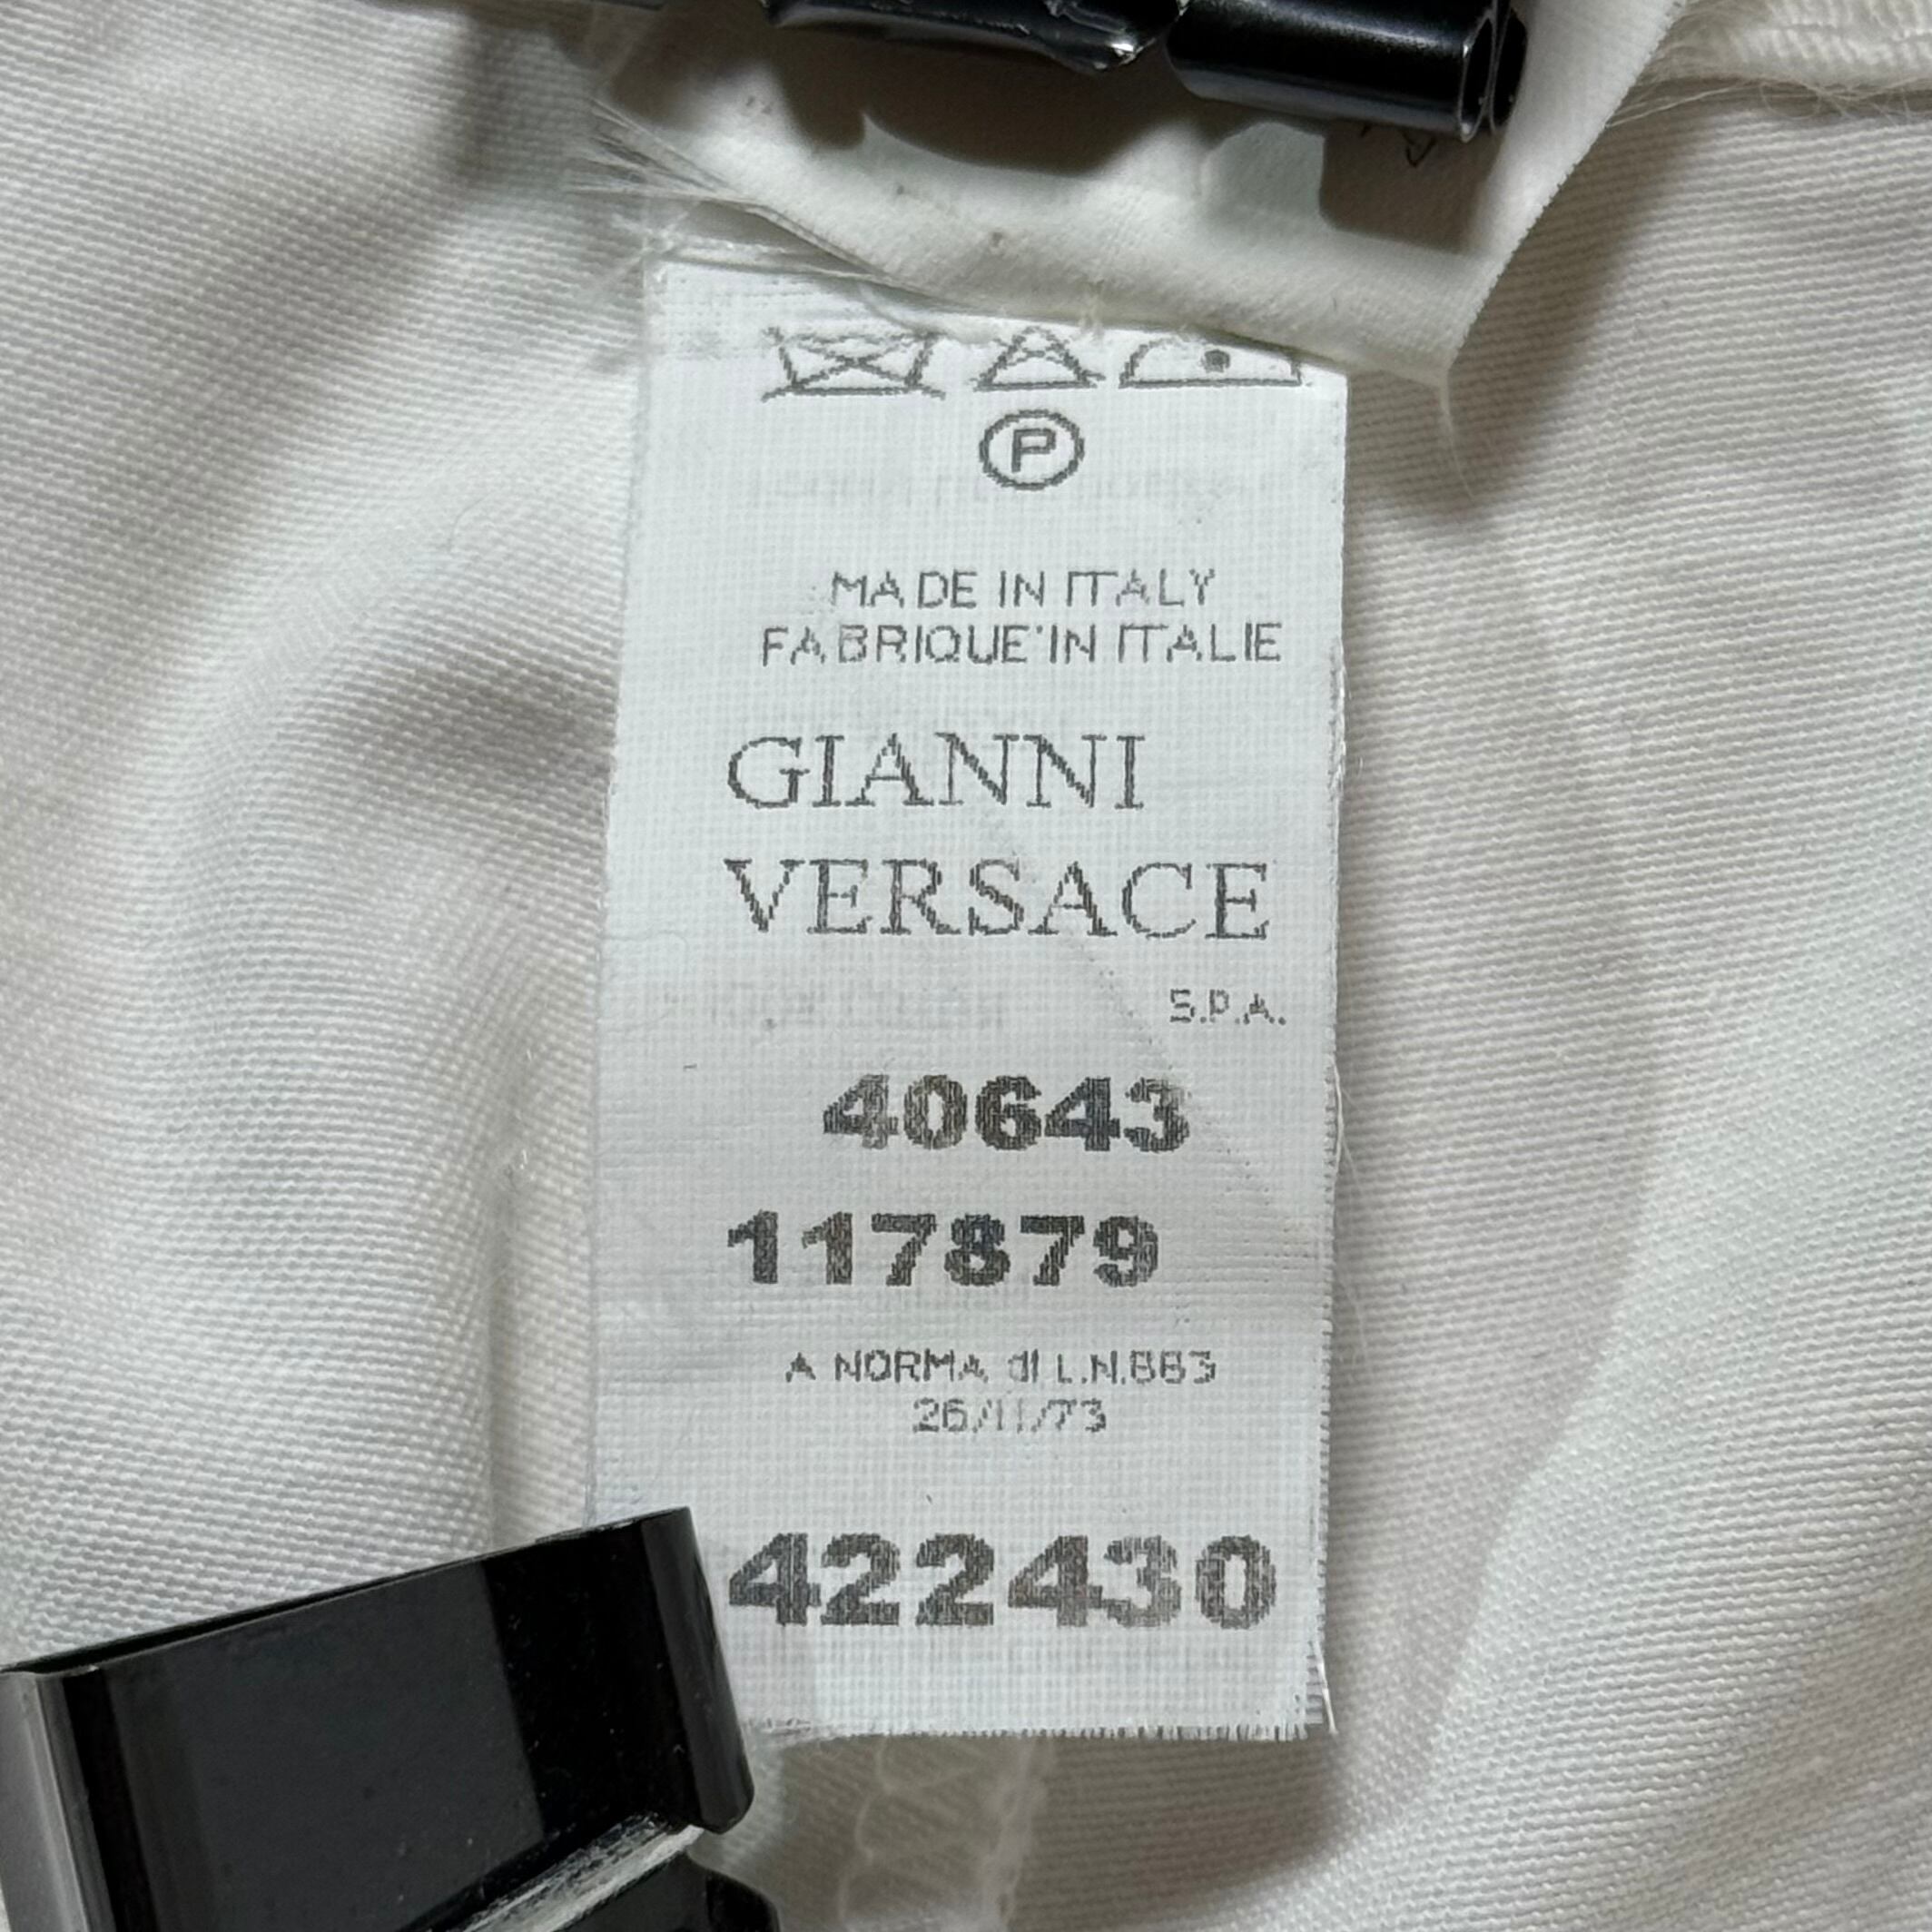 P
MADE IN ITALY
FABRIQUE' IN ITALIE
GIANNI
VERSACE
S.P.A.
40643
117879
A NORMA di L.N.883
26/11/73
422430